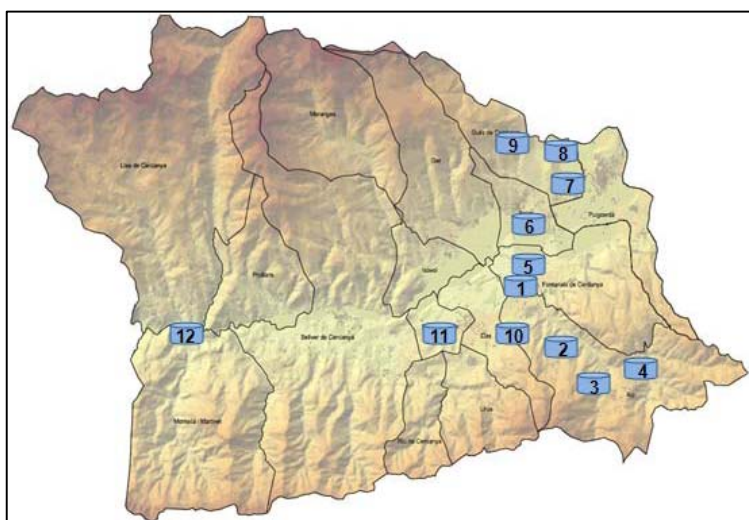 Meranges
Guils de Cerdanya
9
8
Lles de Cerdanya
Ger
7
Puigcerdà
6
5
Prullans
Isòvol
1
Fontanals de Cerdanya
12
Bellver de Cerdanya
11
Das
10
2
4
3
Alp
Montellà i Martinet
Urús
Riu de Cerdanya